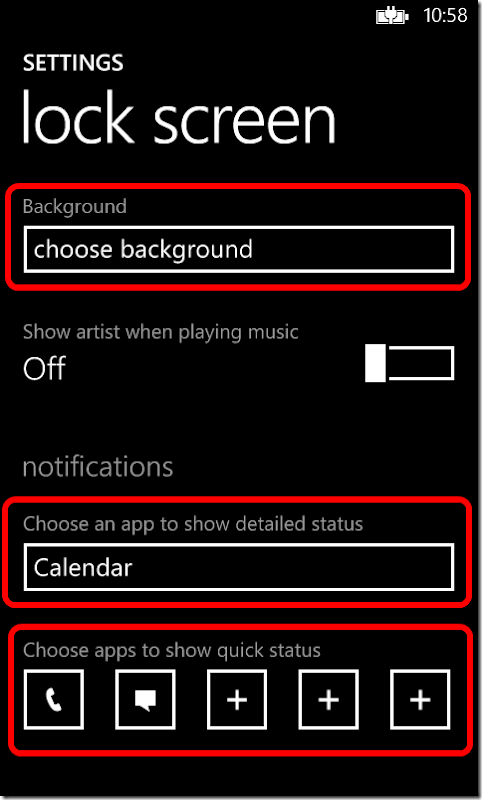 10:58
SETTINGS
lock screen
Background
choose background
Show artist when playing music
Off
notifications
Choose an app to show detailed status
Calendar
Choose apps to show quick status